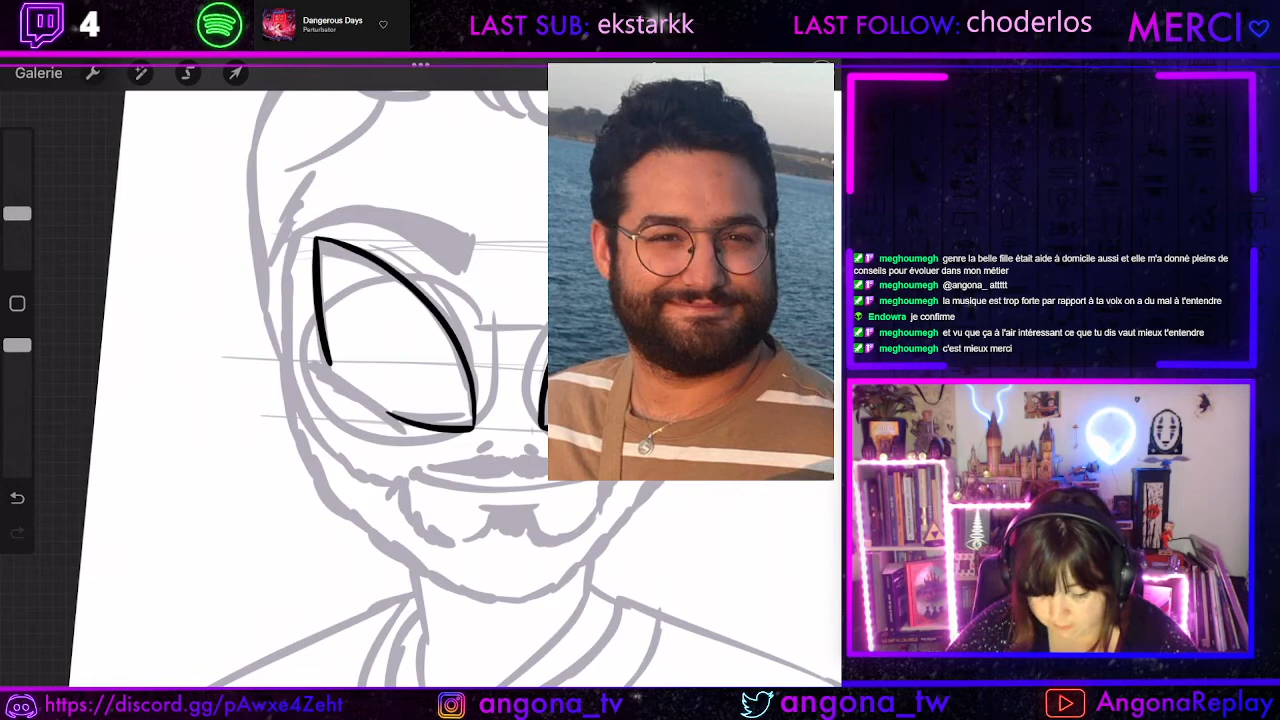 4
Dangerous Days
Perturbator
LAST SUB: ekstarkk
LAST FOLLOW: choderlos
MERCI
Galerie
meghoumegh genre la belle fille était aide à domicile aussi et elle m'a donné pleins de
conseils pour évoluer dans mon métier
meghoumegh @angona_ attttt
meghoumegh la musique est trop forte par rapport à ta voix on a du mal à t'entendre
Endowra je confirme
meghoumegh et vu que ça à l'air intéressant ce que tu dis vaut mieux t'entendre
meghoumegh c'est mieux merci
https://discord.gg/pAwxe4Zeht
angona_tv
angona_tw
AngonaReplay